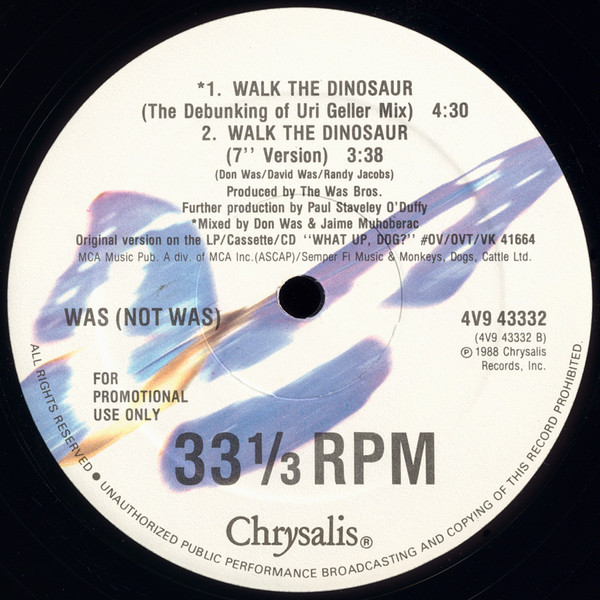 *1. WALK THE DINOSAUR
(The Debunking of Uri Geller Mix) 4:30
2. WALK THE DINOSAUR
(7'' Version) 3:38
(Don Was/David Was/Randy Jacobs)
Produced by The Was Bros.
Further production by Paul Staveley O'Duffy
*Mixed by Don Was & Jaime Muhoberac
Original version on the LP/Cassette/CD ''WHAT UP, DOG?'' #OV/OVT/VK 41664
MCA Music Pub. A div. of MCA Inc.(ASCAP)/Semper Fi Music & Monkeys, Dogs, Cattle Ltd.
WAS (NOT WAS)
4V9 43332
(4V9 43332 B)
℗ 1988 Chrysalis
Records, Inc.
FOR
PROMOTIONAL
USE ONLY
33 1/3 RPM
Chrysalis®
ALL RIGHTS RESERVED • UNAUTHORIZED PUBLIC PERFORMANCE BROADCASTING AND COPYING OF THIS RECORD PROHIBITED.